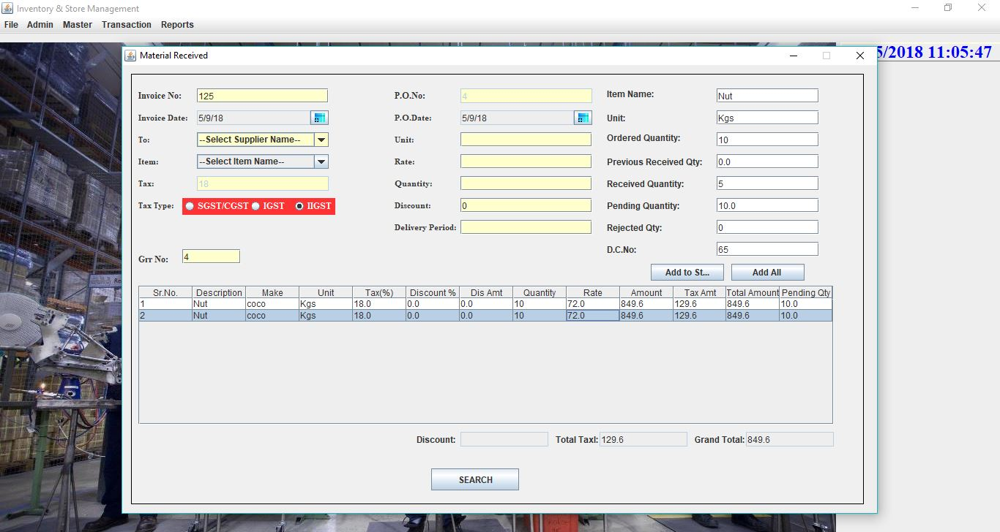 Inventory & Store Management
File Admin Master Transaction Reports
5/2018 11:05:47
Material Received
Invoice No: 125 P.O.No: 4 Item Name: Nut
Invoice Date: 5/9/18 P.O.Date: 5/9/18 Unit: Kgs
To: --Select Supplier Name-- Unit: Ordered Quantity: 10
Item: --Select Item Name-- Rate: Previous Received Qty: 0.0
Tax: 18 Quantity: Received Quantity: 5
Tax Type: SGST/CGST IGST IIGST Discount: 0 Pending Quantity: 10.0
Delivery Period: Rejected Qty: 0
Grr No: 4 D.C.No: 65
Add to St... Add All
Sr.No. Description Make Unit Tax(%) Discount % Dis Amt Quantity Rate Amount Tax Amt Total Amount Pending Qty
1 Nut coco Kgs 18.0 0.0 0.0 10 72.0 849.6 129.6 849.6 10.0
2 Nut coco Kgs 18.0 0.0 0.0 10 72.0 849.6 129.6 849.6 10.0
Discount: Total Taxl: 129.6 Grand Total: 849.6
SEARCH